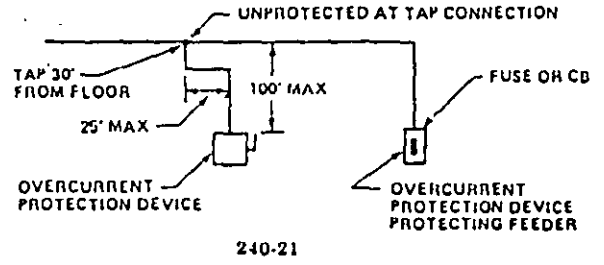 UNPROTECTED AT TAP CONNECTION
TAP 30'
FROM FLOOR
100' MAX
FUSE OR CB
25' MAX
OVERCURRENT
PROTECTION DEVICE
OVERCURRENT
PROTECTION DEVICE
PROTECTING FEEDER
240-21